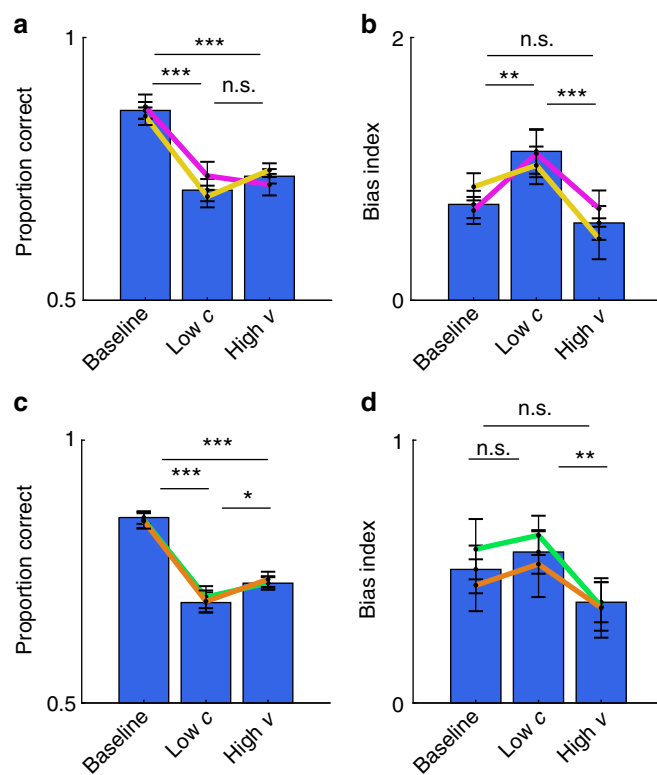 a
1
0.5
Proportion correct
***
***
n.s.
Baseline
Low c
High v
b
2
0
Bias index
n.s.
**
***
Baseline
Low c
High v
c
1
0.5
Proportion correct
***
***
*
Baseline
Low c
High v
d
1
0
Bias index
n.s.
n.s.
**
Baseline
Low c
High v